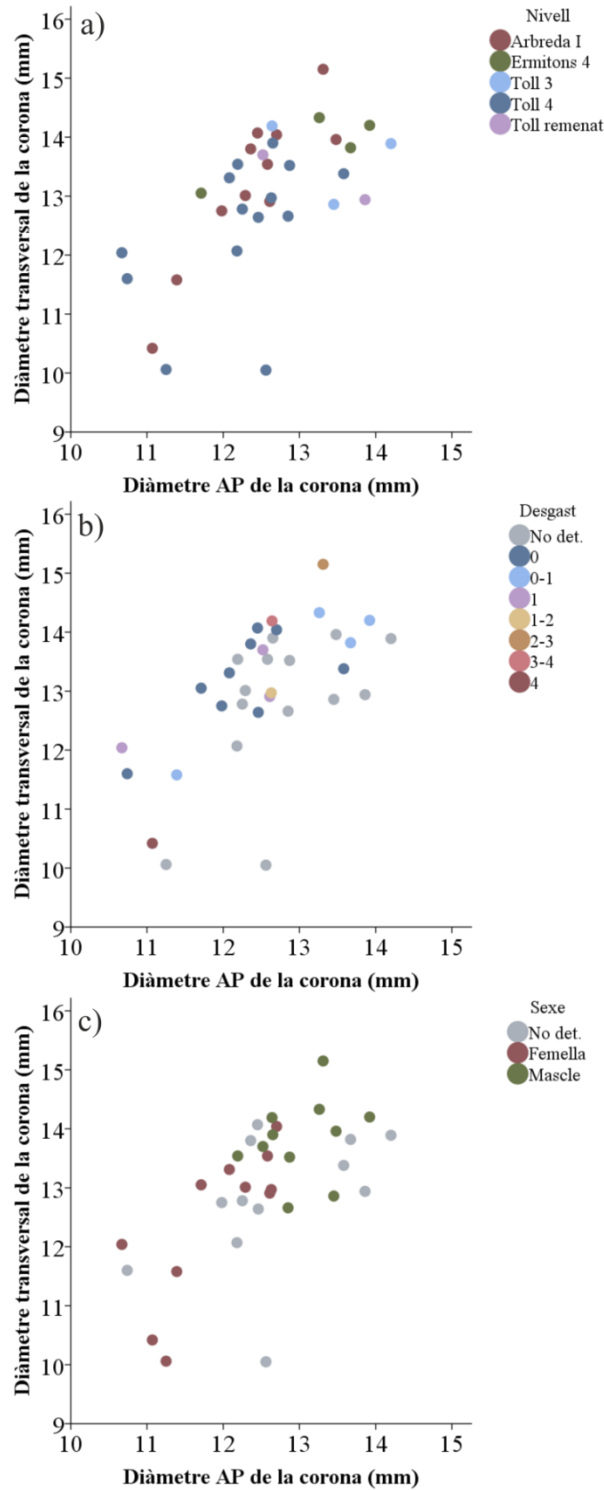 a)
Nivell
Arbreda I
Ermitons 4
Toll 3
Toll 4
Toll remenat
Diàmetre transversal de la corona (mm)
16
15
14
13
12
11
10
9
10 11 12 13 14 15
Diàmetre AP de la corona (mm)
b)
Desgast
No det.
0
0-1
1
1-2
2-3
3-4
4
Diàmetre transversal de la corona (mm)
16
15
14
13
12
11
10
9
10 11 12 13 14 15
Diàmetre AP de la corona (mm)
c)
Sexe
No det.
Femella
Mascle
Diàmetre transversal de la corona (mm)
16
15
14
13
12
11
10
9
10 11 12 13 14 15
Diàmetre AP de la corona (mm)